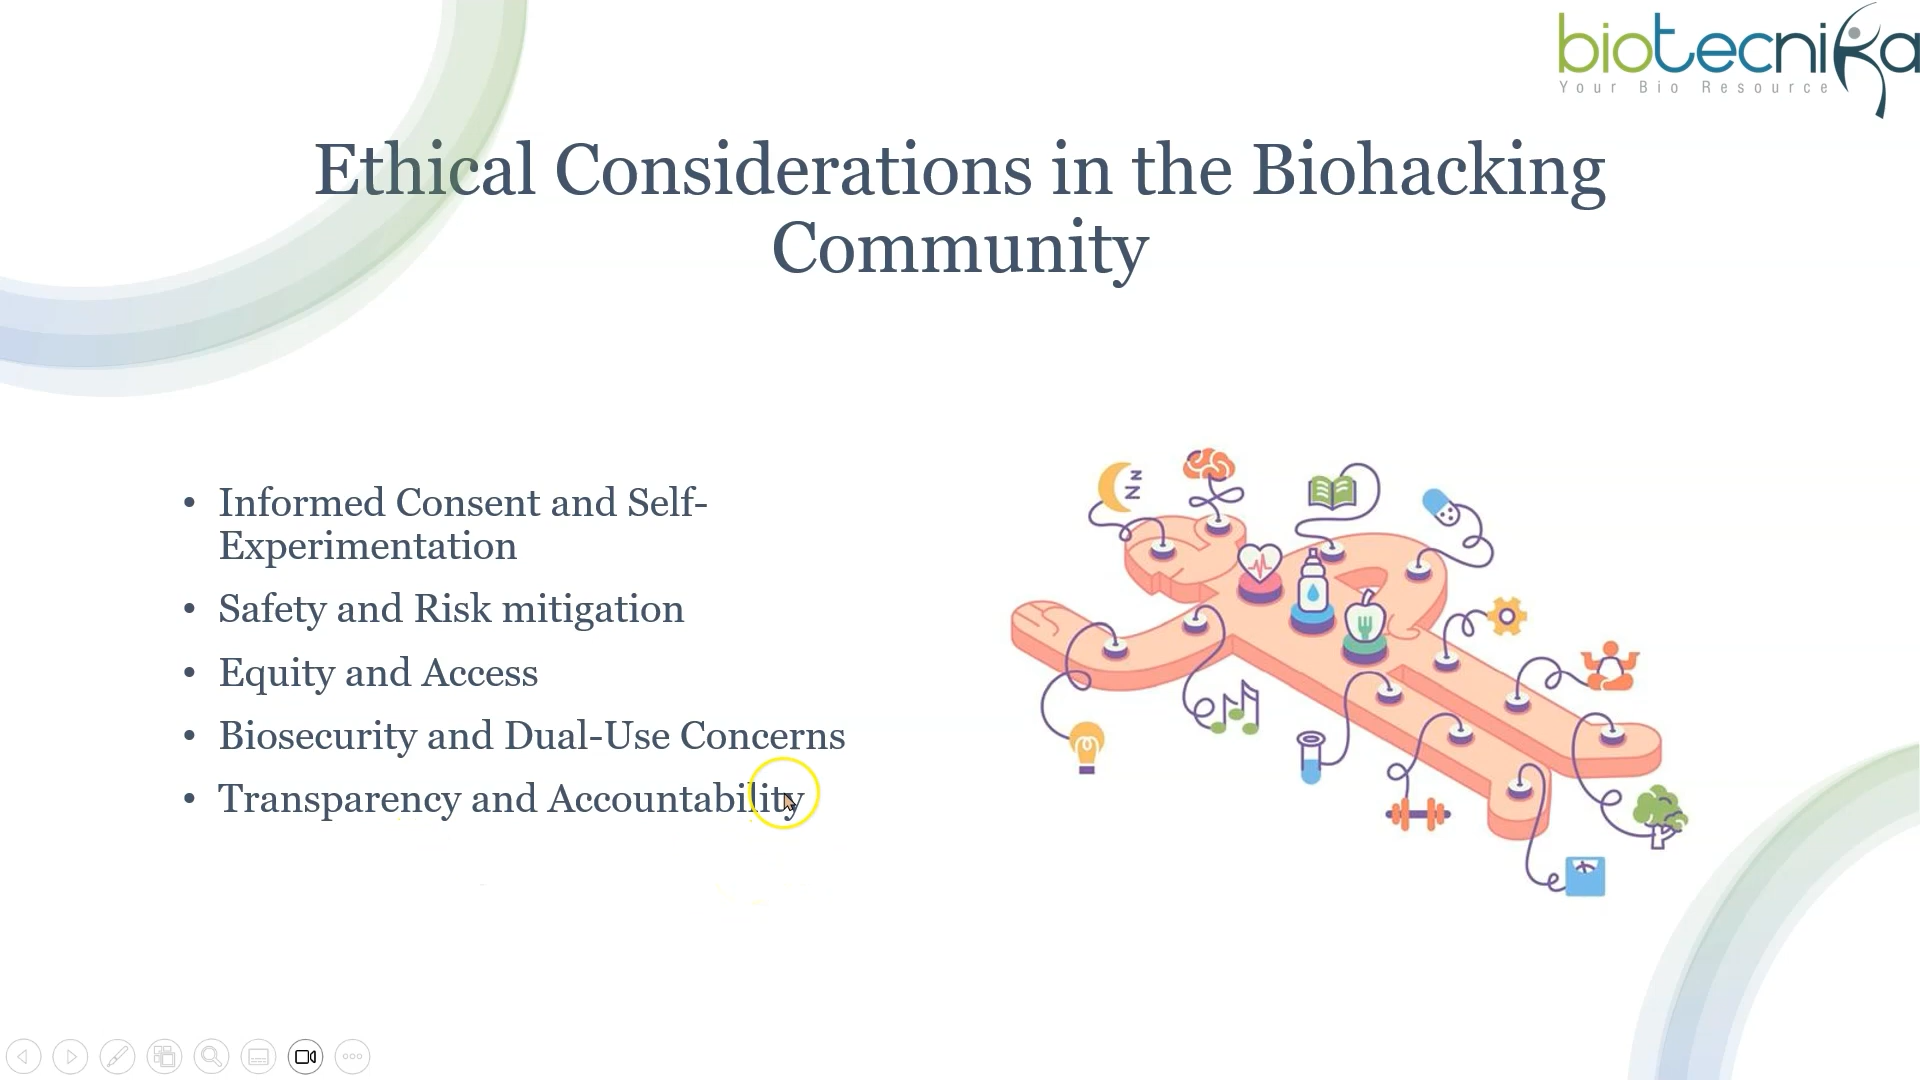 biotecnika
Your Bio Resource
Ethical Considerations in the Biohacking
Community
• Informed Consent and Self-
Experimentation
• Safety and Risk mitigation
• Equity and Access
• Biosecurity and Dual-Use Concerns
• Transparency and Accountability
Z
Z